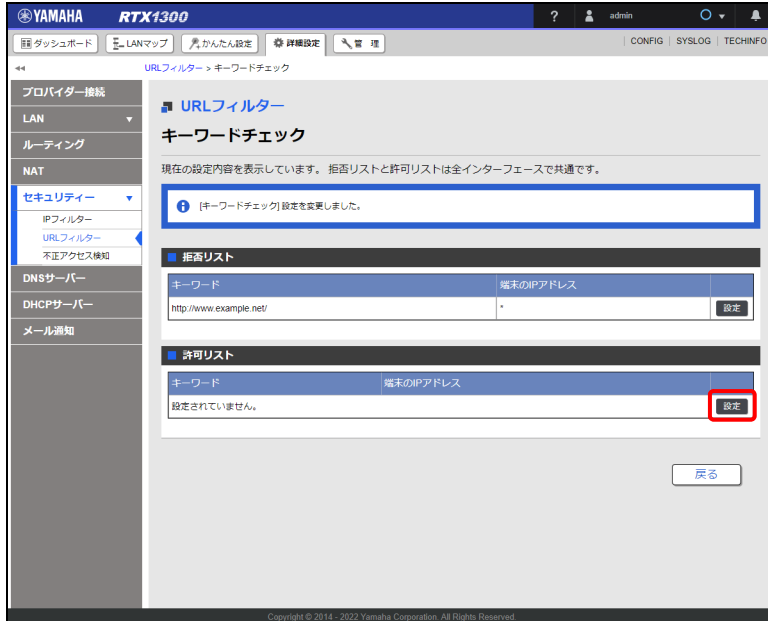 YAMAHA RTX1300 ? admin
ダッシュボード LANマップ かんたん設定 詳細設定 管 理 CONFIG SYSLOG TECHINFO
URLフィルター > キーワードチェック
プロバイダー接続
LAN
ルーティング
NAT
セキュリティー
IPフィルター
URLフィルター
不正アクセス検知
DNSサーバー
DHCPサーバー
メール通知
URLフィルター
キーワードチェック
現在の設定内容を表示しています。 拒否リストと許可リストは全インターフェースで共通です。
[キーワードチェック] 設定を変更しました。
拒否リスト
キーワード 端末のIPアドレス
http://www.example.net/ * 設定
許可リスト
キーワード 端末のIPアドレス
設定されていません。 設定
戻る
Copyright © 2014 - 2022 Yamaha Corporation. All Rights Reserved.